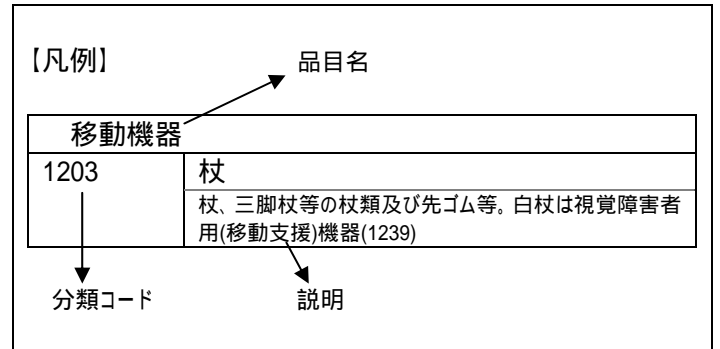 【凡例】
品目名
移動機器
1203
杖
杖、三脚杖等の杖類及び先ゴム等。白杖は視覚障害者
用(移動支援)機器(1239)
分類コード
説明